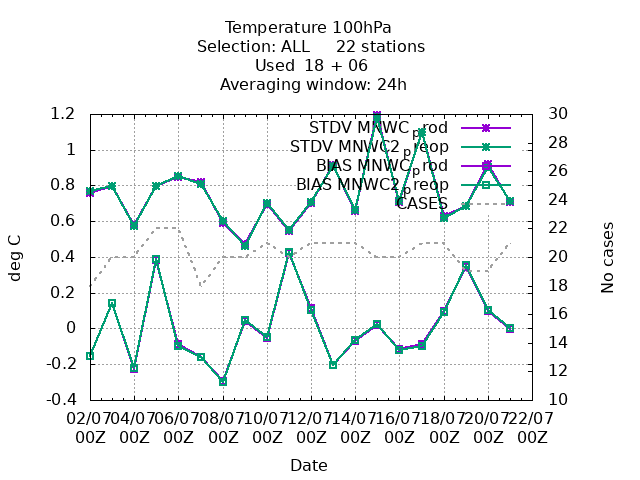 Temperature 100hPa
Selection: ALL 22 stations
Used 18 + 06
Averaging window: 24h
1.2
1
0.8
0.6
0.4
0.2
0
-0.2
-0.4
deg C
30
28
26
24
22
20
18
16
14
12
10
No cases
STDV MNWC_prod
STDV MNWC2_preop
BIAS MNWC_prod
BIAS MNWC2_preop
CASES
02/07 04/07 06/07 08/07 10/07 12/07 14/07 16/07 18/07 20/07 22/07
00Z 00Z 00Z 00Z 00Z 00Z 00Z 00Z 00Z 00Z 00Z
Date